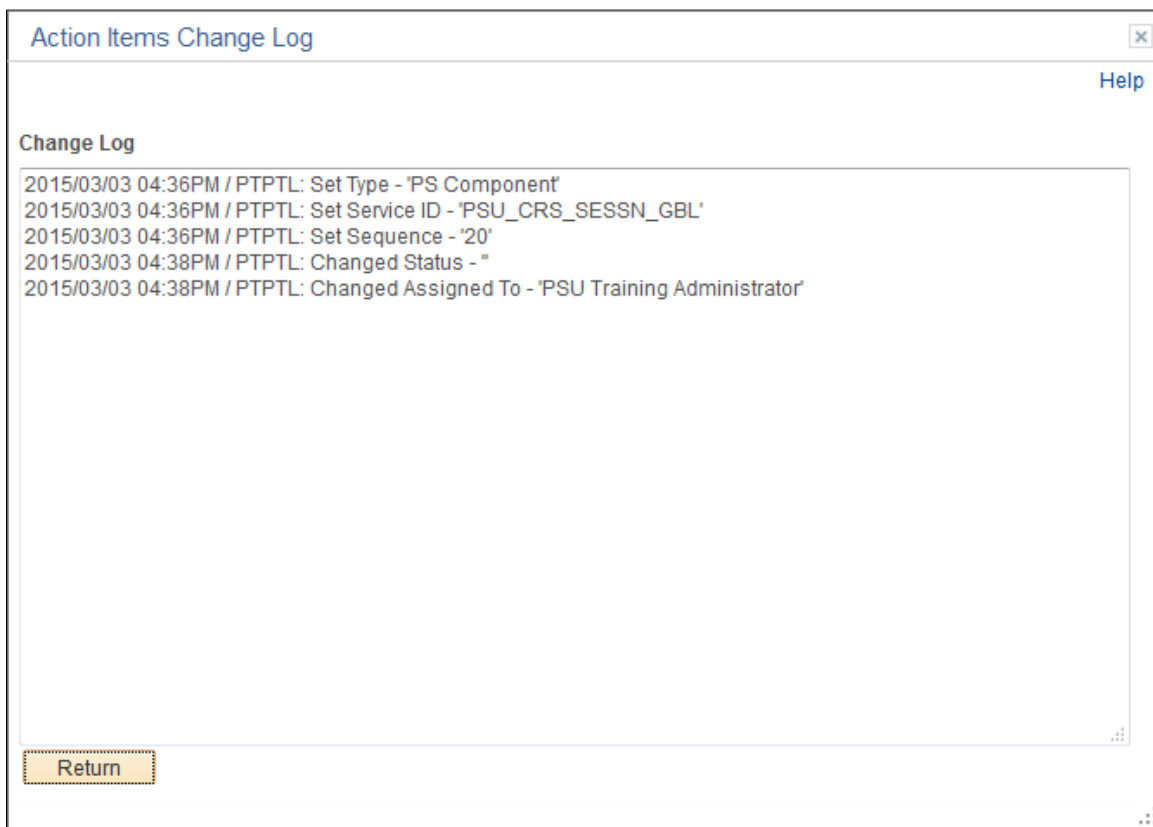 Action Items Change Log
Help
Change Log
2015/03/03 04:36PM / PTPTL: Set Type - 'PS Component'
2015/03/03 04:36PM / PTPTL: Set Service ID - 'PSU_CRS_SESSN_GBL'
2015/03/03 04:36PM / PTPTL: Set Sequence - '20'
2015/03/03 04:38PM / PTPTL: Changed Status - ''
2015/03/03 04:38PM / PTPTL: Changed Assigned To - 'PSU Training Administrator'
Return